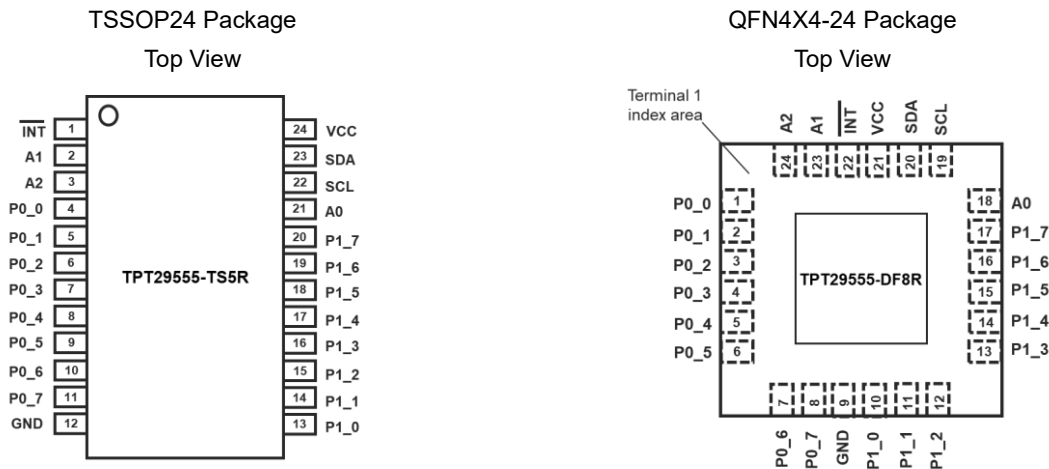 TSSOP24 Package
Top View
INT 1
A1 2
A2 3
P0_0 4
P0_1 5
P0_2 6
P0_3 7
P0_4 8
P0_5 9
P0_6 10
P0_7 11
GND 12
TPT29555-TS5R
24 VCC
23 SDA
22 SCL
21 A0
20 P1_7
19 P1_6
18 P1_5
17 P1_4
16 P1_3
15 P1_2
14 P1_1
13 P1_0
QFN4X4-24 Package
Top View
Terminal 1
index area
A2 A1 INT VCC SDA SCL
24 23 22 21 20 19
P0_0 1
P0_1 2
P0_2 3
P0_3 4
P0_4 5
P0_5 6
TPT29555-DF8R
18 A0
17 P1_7
16 P1_6
15 P1_5
14 P1_4
13 P1_3
7 8 9 10 11 12
P0_6 P0_7 GND P1_0 P1_1 P1_2